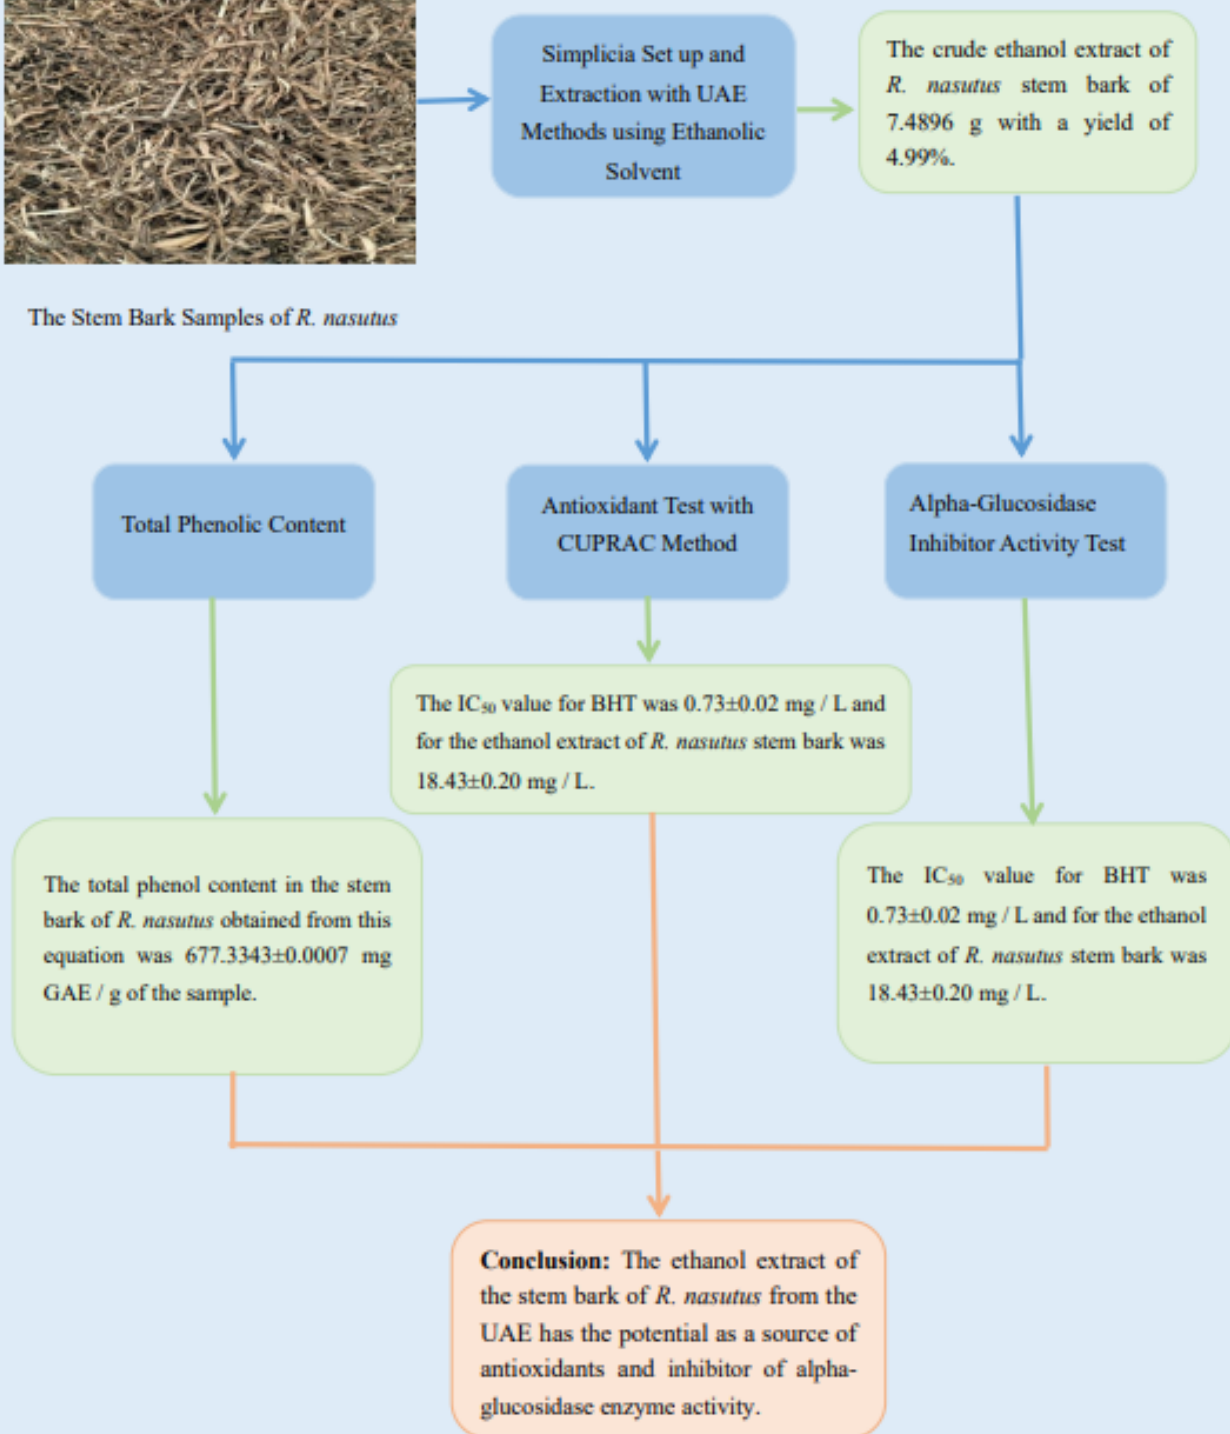 Simplicia Set up and
Extraction with UAE
Methods using Ethanolic
Solvent
The crude ethanol extract of
R. nasutus stem bark of
7.4896 g with a yield of
4.99%.
The Stem Bark Samples of R. nasutus
Total Phenolic Content
Antioxidant Test with
CUPRAC Method
Alpha-Glucosidase
Inhibitor Activity Test
The IC₅₀ value for BHT was 0.73±0.02 mg / L and
for the ethanol extract of R. nasutus stem bark was
18.43±0.20 mg / L.
The total phenol content in the stem
bark of R. nasutus obtained from this
equation was 677.3343±0.0007 mg
GAE / g of the sample.
The IC₅₀ value for BHT was
0.73±0.02 mg / L and for the ethanol
extract of R. nasutus stem bark was
18.43±0.20 mg / L.
Conclusion: The ethanol extract of
the stem bark of R. nasutus from the
UAE has the potential as a source of
antioxidants and inhibitor of alpha-
glucosidase enzyme activity.